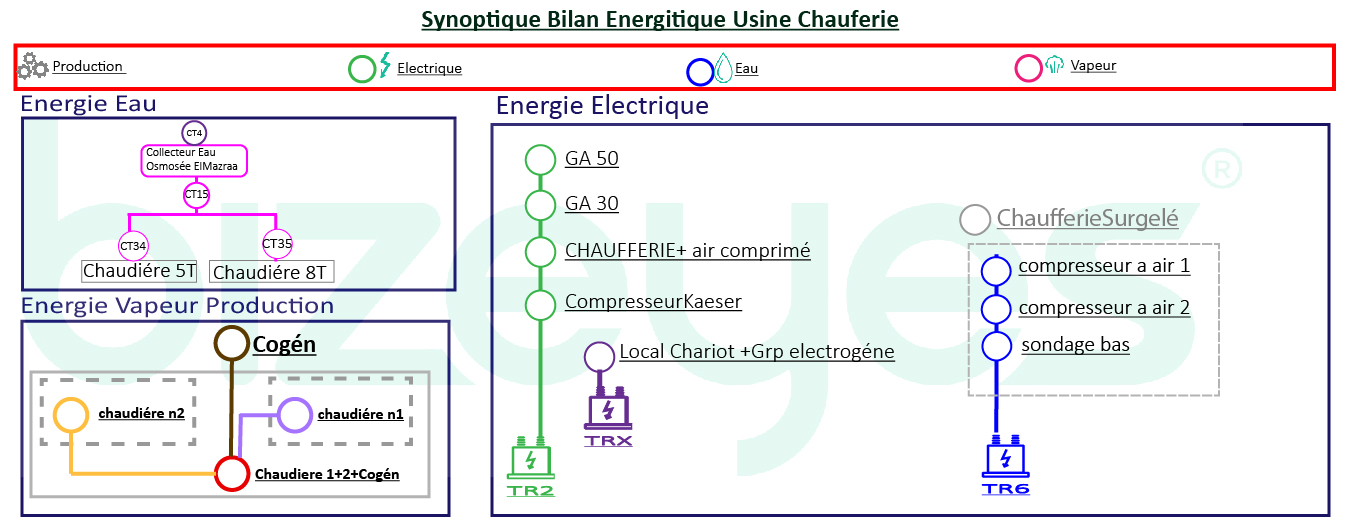 Synoptique Bilan Energitique Usine Chauferie
Production
Electrique
Eau
Vapeur
Energie Eau
CT4
Collecteur Eau
Osmosée ElMazraa
CT15
CT34
CT35
Chaudiére 5T
Chaudiére 8T
Energie Vapeur Production
Cogén
chaudiére n2
chaudiére n1
Chaudiere 1+2+Cogén
Energie Electrique
GA 50
GA 30
CHAUFFERIE+ air comprimé
CompresseurKaeser
Local Chariot +Grp electrogéne
TRX
TR2
ChaufferieSurgelé
compresseur a air 1
compresseur a air 2
sondage bas
TR6
bizeyes
®